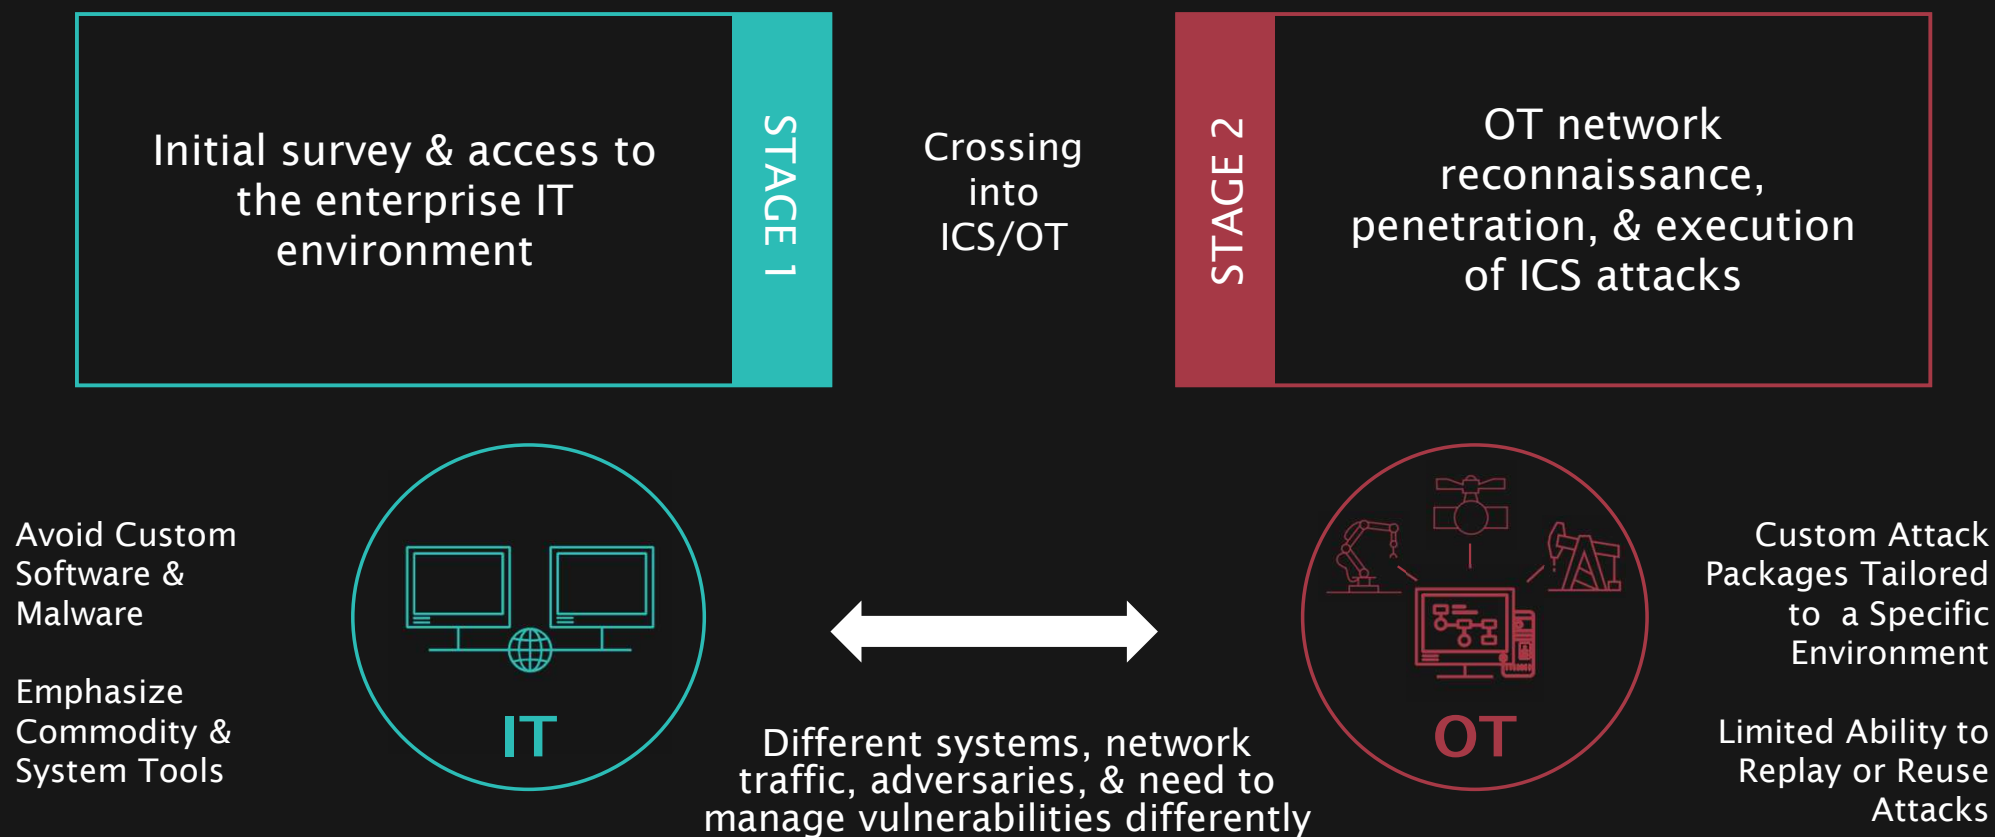 Initial survey & access to
the enterprise IT
environment
STAGE 1
Crossing
into
ICS/OT
STAGE 2
OT network
reconnaissance,
penetration, & execution
of ICS attacks
Avoid Custom
Software &
Malware
Emphasize
Commodity &
System Tools
IT
Different systems, network
traffic, adversaries, & need to
manage vulnerabilities differently
OT
Custom Attack
Packages Tailored
to a Specific
Environment
Limited Ability to
Replay or Reuse
Attacks